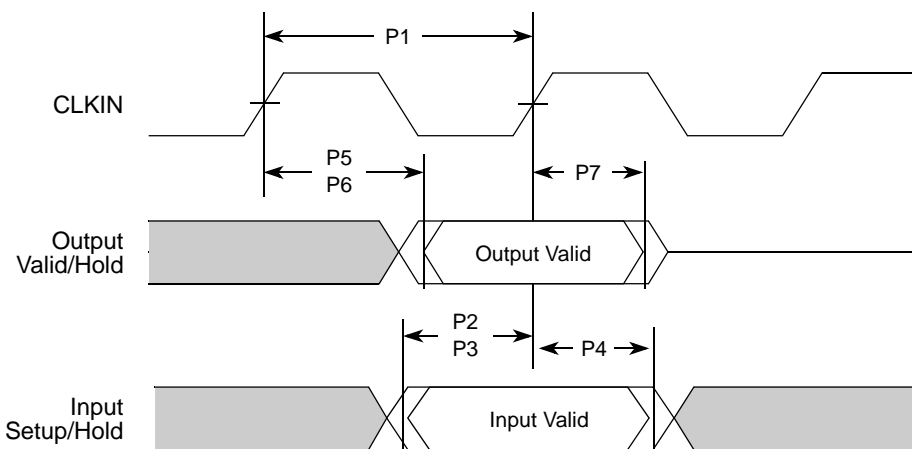 P1
CLKIN
P5
P6
P7
Output
Valid/Hold
Output Valid
P2
P3
P4
Input
Setup/Hold
Input Valid